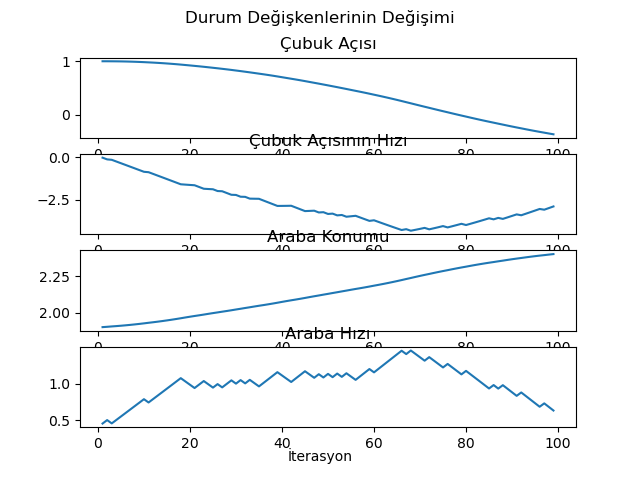 Durum Değişkenlerinin Değişimi
Çubuk Açısı
1
0
0 20 40 60 80 100
Çubuk Açısının Hızı
0.0
−2.5
0 20 40 60 80 100
Araba Konumu
2.25
2.00
0 20 40 60 80 100
Araba Hızı
1.0
0.5
0 20 40 60 80 100
İterasyon